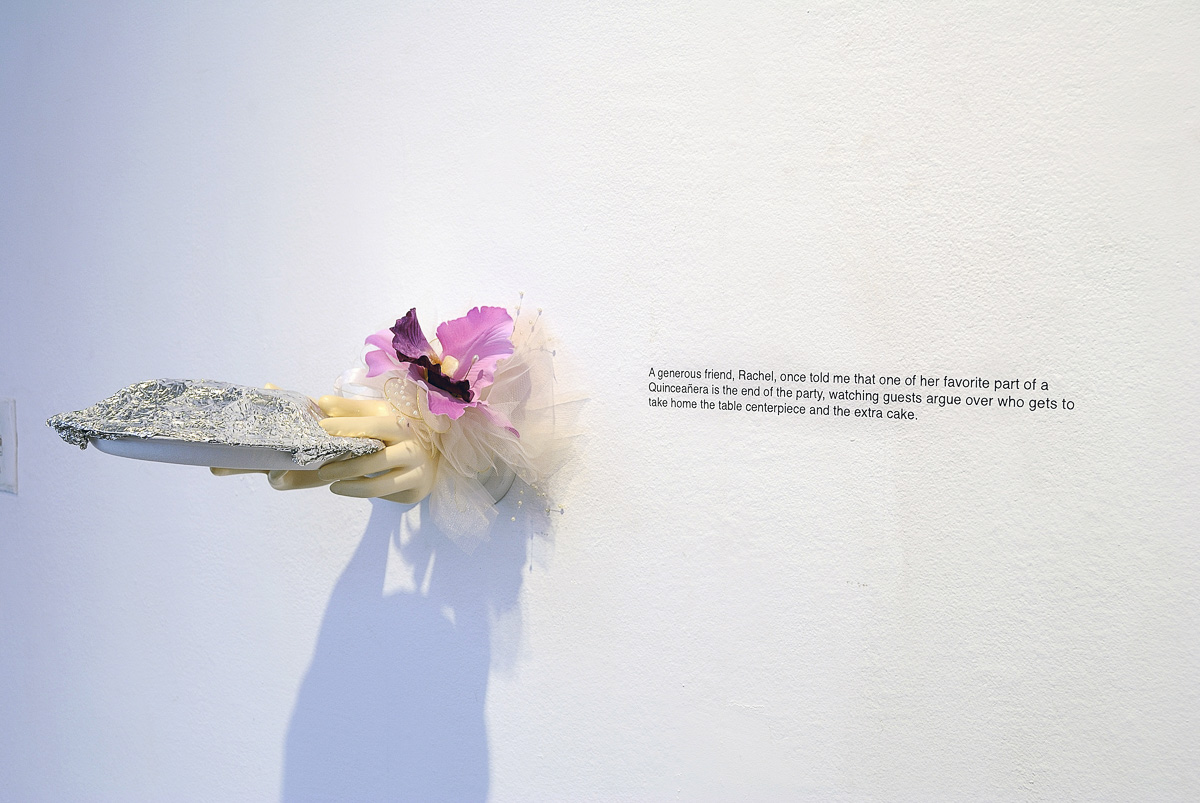 A generous friend, Rachel, once told me that one of her favorite part of a
Quinceañera is the end of the party, watching guests argue over who gets to
take home the table centerpiece and the extra cake.